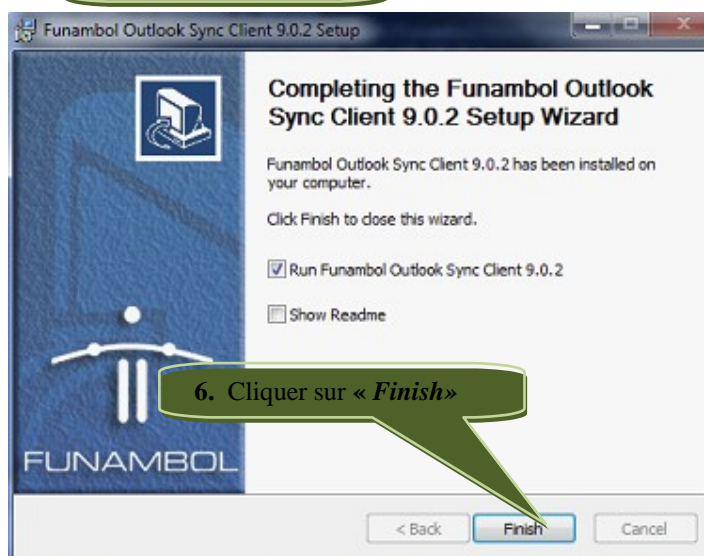 Funambol Outlook Sync Client 9.0.2 Setup
Completing the Funambol Outlook
Sync Client 9.0.2 Setup Wizard
Funambol Outlook Sync Client 9.0.2 has been installed on
your computer.
Click Finish to close this wizard.
Run Funambol Outlook Sync Client 9.0.2
Show Readme
6. Cliquer sur « Finish»
FUNAMBOL
< Back
Finish
Cancel